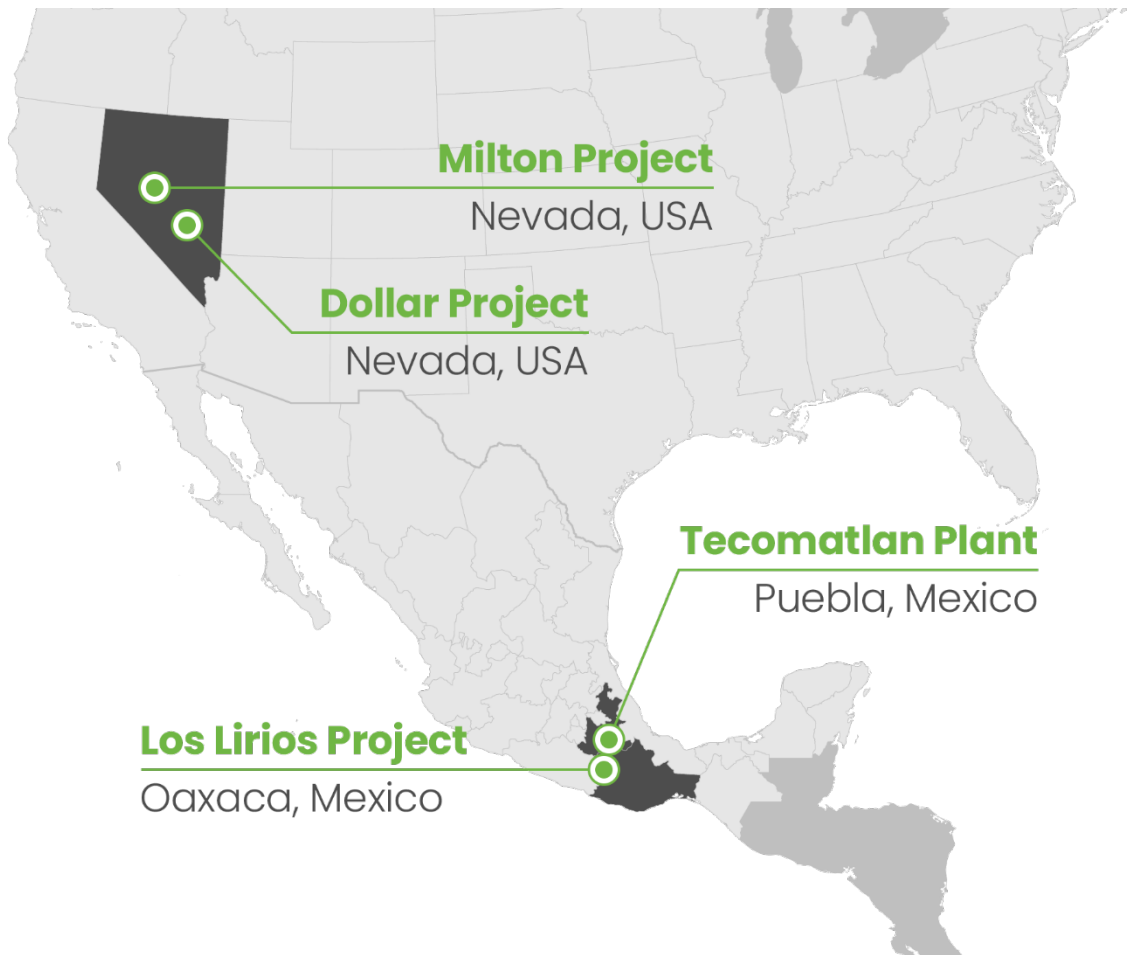 Milton Project
Nevada, USA
Dollar Project
Nevada, USA
Tecomatlan Plant
Puebla, Mexico
Los Lirios Project
Oaxaca, Mexico